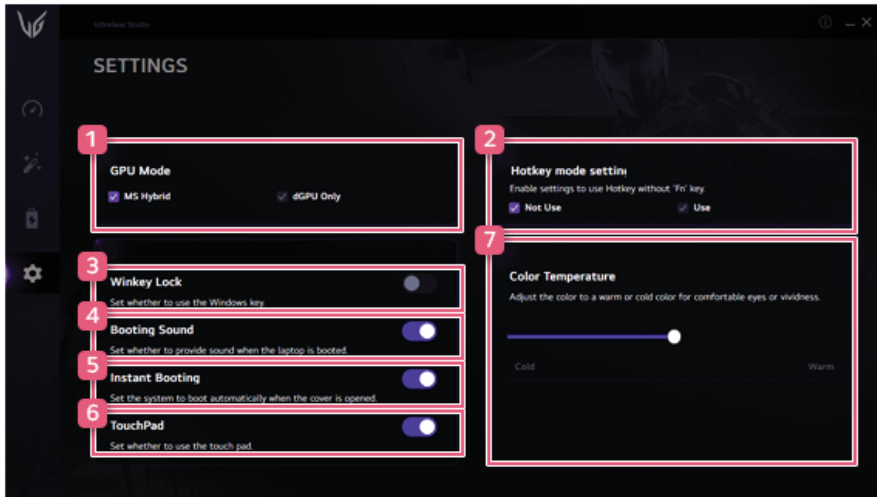 UltraGear Studio
SETTINGS
1
GPU Mode
MS Hybrid
dGPU Only
2
Hotkey mode setting
Enable settings to use Hotkey without 'Fn' key.
Not Use
Use
3
Winkey Lock
Set whether to use the Windows key.
4
Booting Sound
Set whether to provide sound when the laptop is booted.
5
Instant Booting
Set the system to boot automatically when the cover is opened.
6
TouchPad
Set whether to use the touch pad.
7
Color Temperature
Adjust the color to a warm or cold color for comfortable eyes or vividness.
Cold
Warm